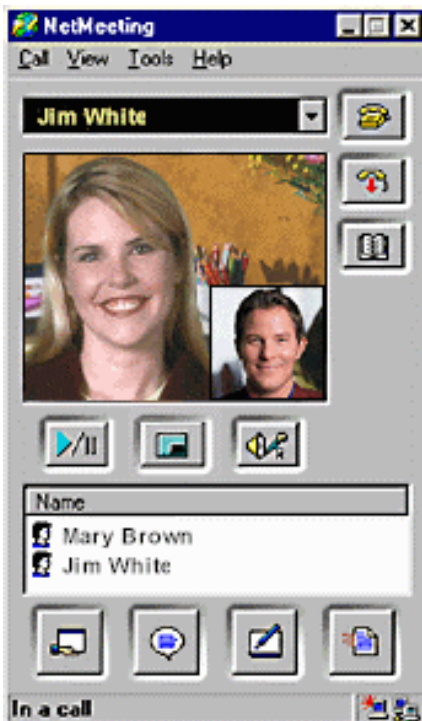 NetMeeting
Call View Tools Help
Jim White
Name
Mary Brown
Jim White
In a call